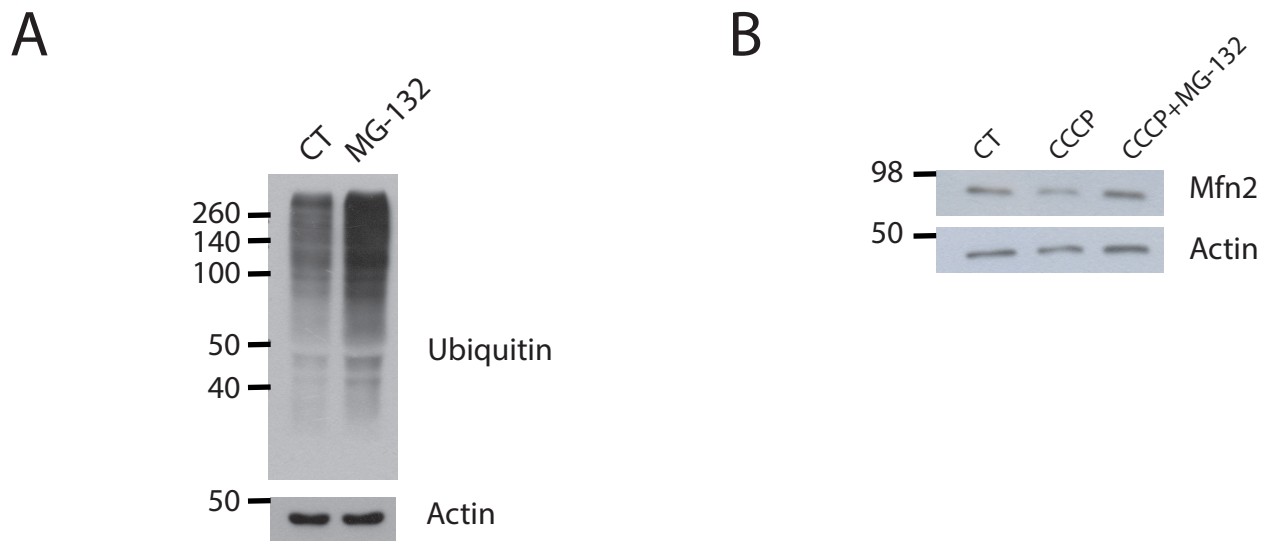 A
CT
MG-132
260
140
100
50
40
Ubiquitin
50
Actin
B
CT
CCCP
CCCP+MG-132
98
Mfn2
50
Actin